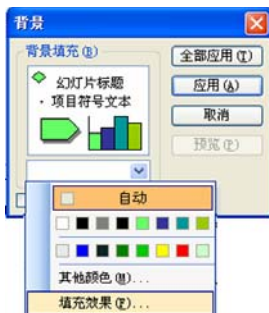 背景
背景填充(B)
幻灯片标题
· 项目符号文本
全部应用(T)
应用(A)
取消
预览(P)
自动
其他颜色(M)...
填充效果(F)...